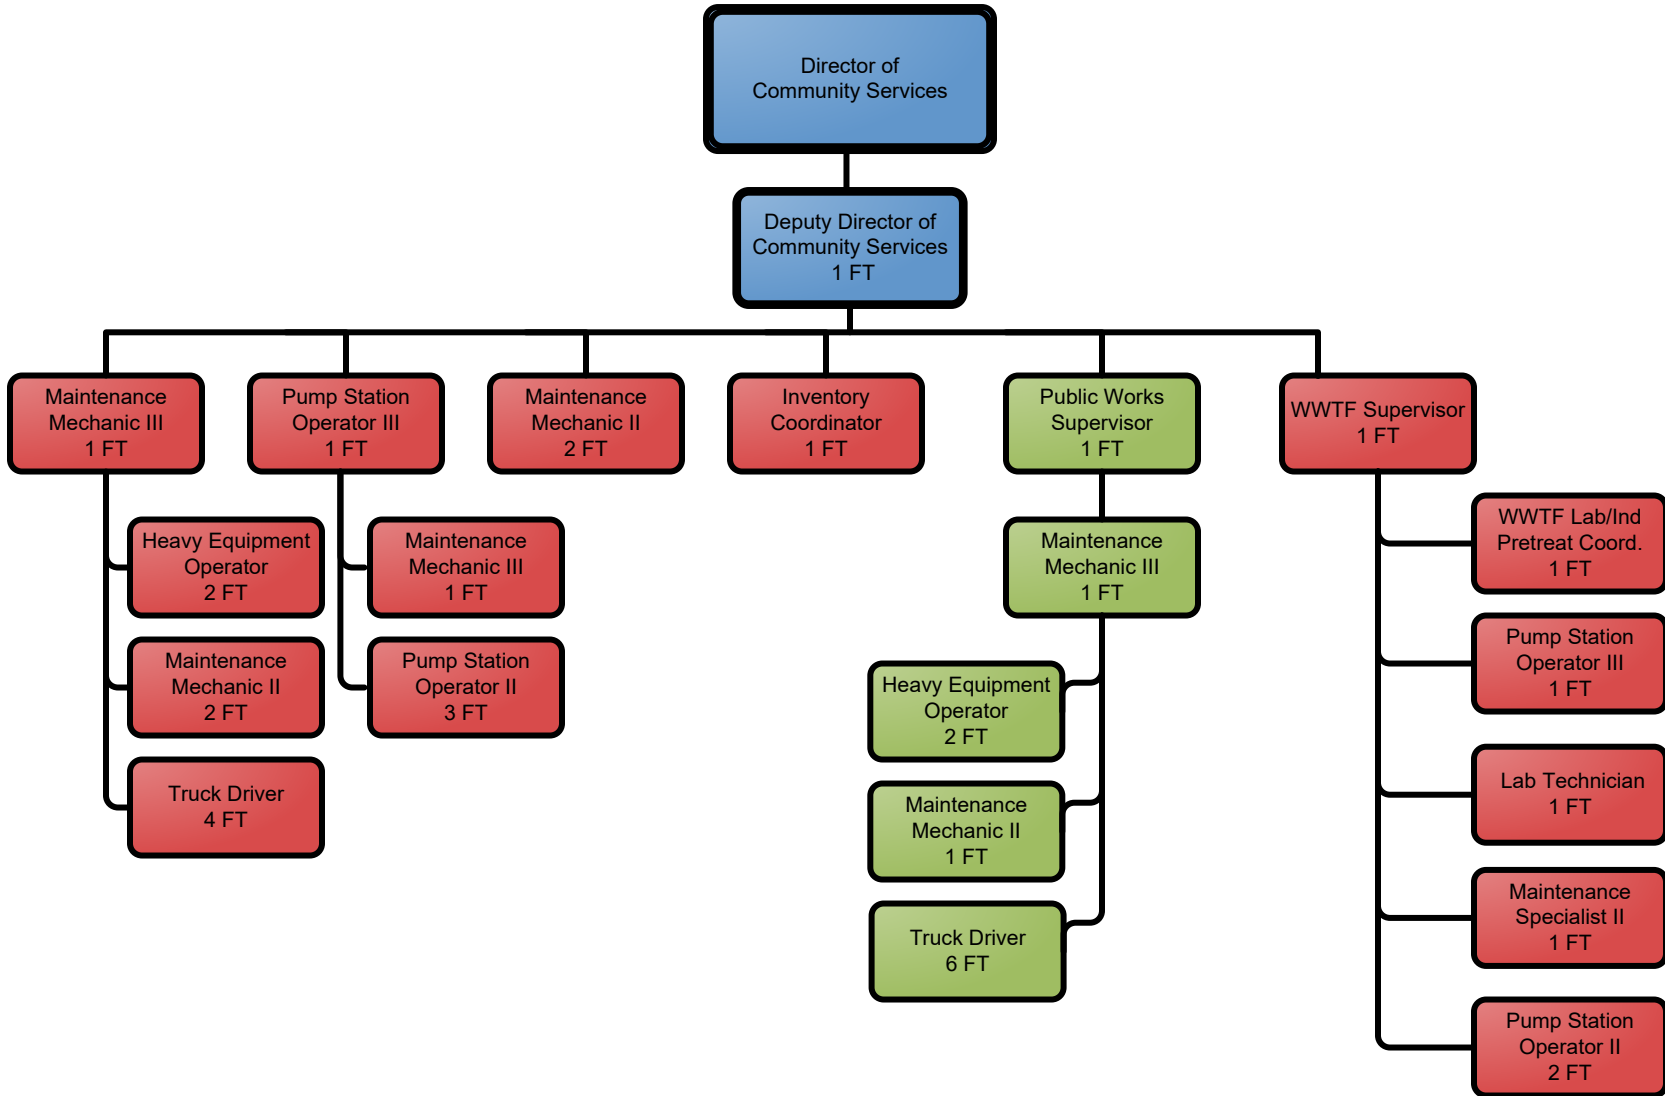 Director of
Community Services
Deputy Director of
Community Services
1 FT
Maintenance
Mechanic III
1 FT
Pump Station
Operator III
1 FT
Maintenance
Mechanic II
2 FT
Inventory
Coordinator
1 FT
Public Works
Supervisor
1 FT
WWTF Supervisor
1 FT
Heavy Equipment
Operator
2 FT
Maintenance
Mechanic II
2 FT
Truck Driver
4 FT
Maintenance
Mechanic III
1 FT
Pump Station
Operator II
3 FT
Maintenance
Mechanic III
1 FT
Heavy Equipment
Operator
2 FT
Maintenance
Mechanic II
1 FT
Truck Driver
6 FT
WWTF Lab/Ind
Pretreat Coord.
1 FT
Pump Station
Operator III
1 FT
Lab Technician
1 FT
Maintenance
Specialist II
1 FT
Pump Station
Operator II
2 FT